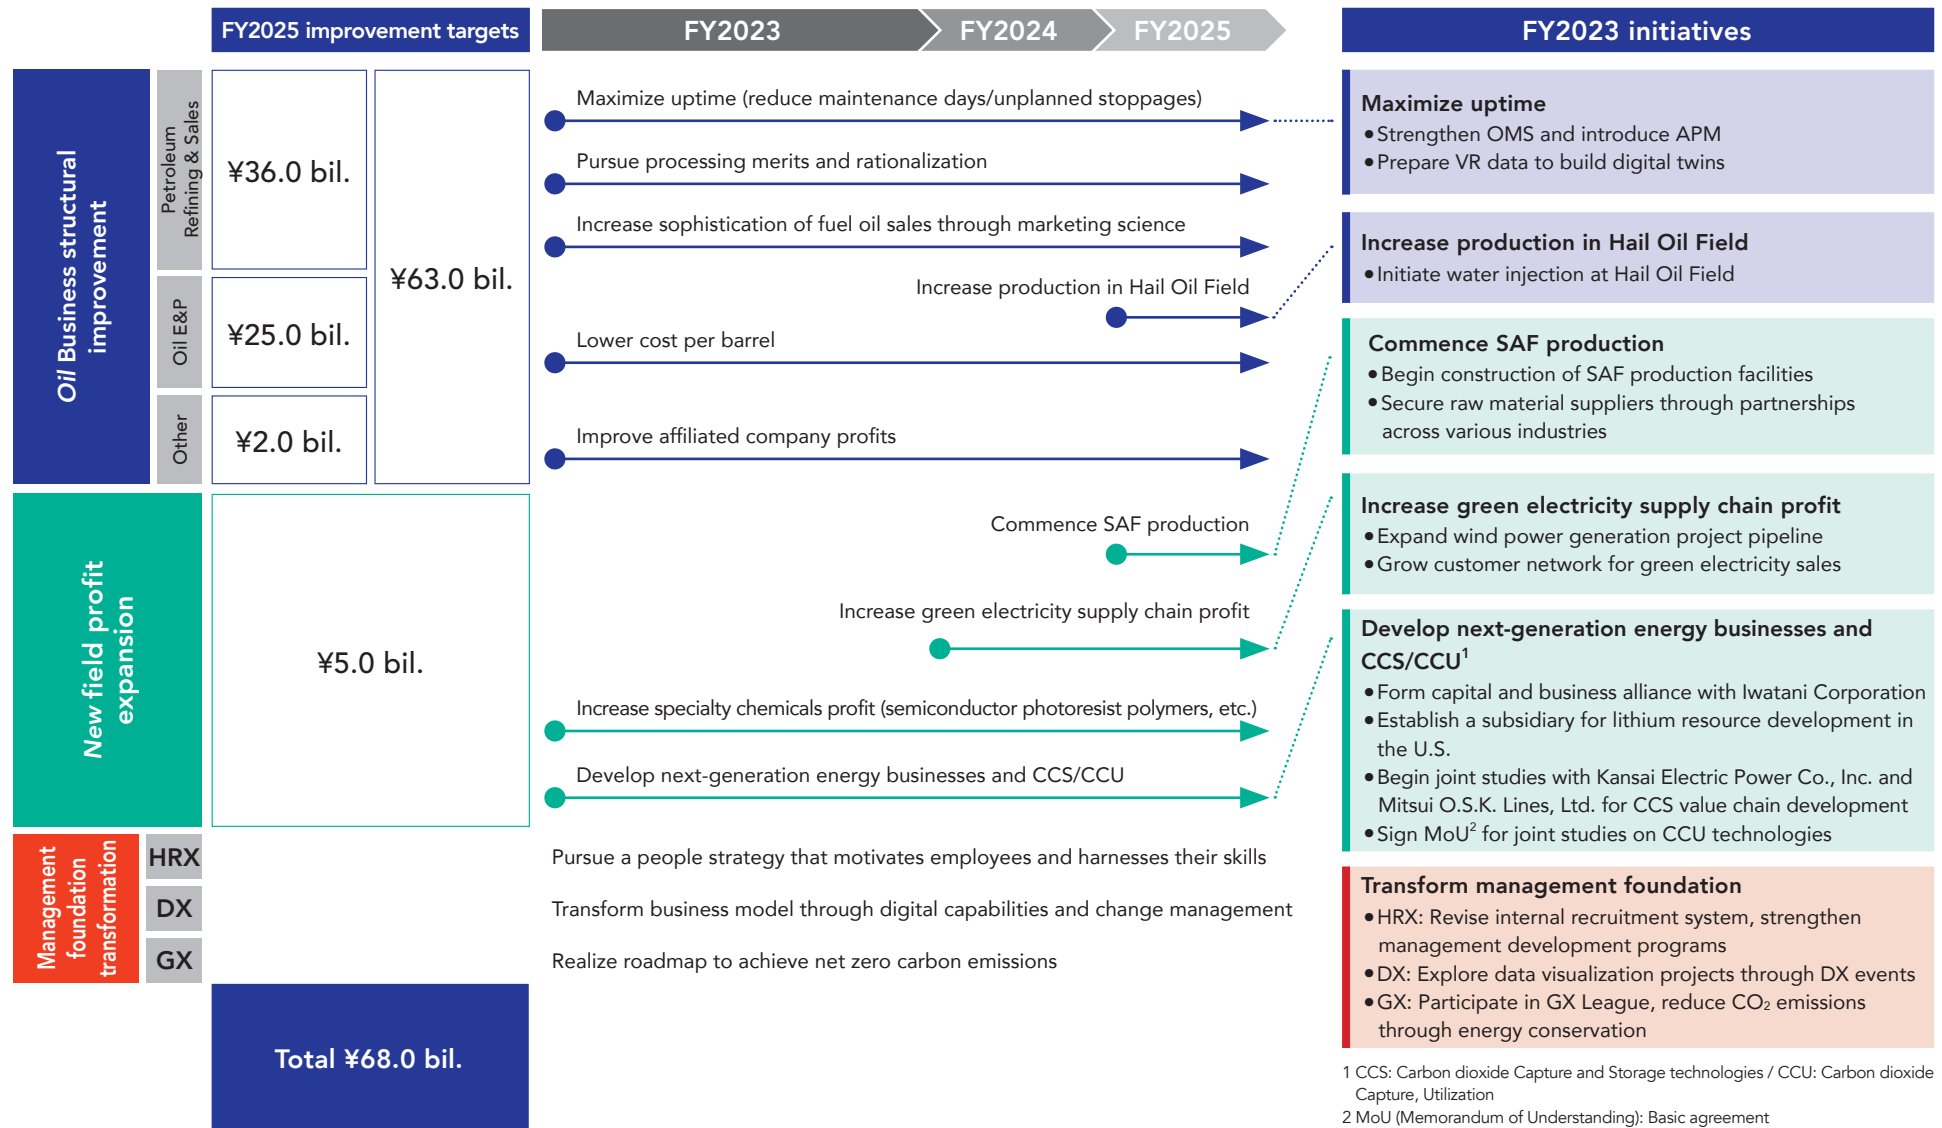 FY2025 improvement targets
FY2023
FY2024
FY2025
FY2023 initiatives
Oil Business structural
improvement
Petroleum
Refining & Sales
¥36.0 bil.
Oil E&P
¥25.0 bil.
Other
¥2.0 bil.
¥63.0 bil.
Maximize uptime (reduce maintenance days/unplanned stoppages)
Pursue processing merits and rationalization
Increase sophistication of fuel oil sales through marketing science
Increase production in Hail Oil Field
Lower cost per barrel
Improve affiliated company profits
New field profit
expansion
¥5.0 bil.
Commence SAF production
Increase green electricity supply chain profit
Increase specialty chemicals profit (semiconductor photoresist polymers, etc.)
Develop next-generation energy businesses and CCS/CCU
Management
foundation
transformation
HRX
Pursue a people strategy that motivates employees and harnesses their skills
DX
Transform business model through digital capabilities and change management
GX
Realize roadmap to achieve net zero carbon emissions
Total ¥68.0 bil.
Maximize uptime
●Strengthen OMS and introduce APM
●Prepare VR data to build digital twins
Increase production in Hail Oil Field
●Initiate water injection at Hail Oil Field
Commence SAF production
●Begin construction of SAF production facilities
●Secure raw material suppliers through partnerships
across various industries
Increase green electricity supply chain profit
●Expand wind power generation project pipeline
●Grow customer network for green electricity sales
Develop next-generation energy businesses and
CCS/CCU¹
●Form capital and business alliance with Iwatani Corporation
●Establish a subsidiary for lithium resource development in
the U.S.
●Begin joint studies with Kansai Electric Power Co., Inc. and
Mitsui O.S.K. Lines, Ltd. for CCS value chain development
●Sign MoU² for joint studies on CCU technologies
Transform management foundation
●HRX: Revise internal recruitment system, strengthen
management development programs
●DX: Explore data visualization projects through DX events
●GX: Participate in GX League, reduce CO₂ emissions
through energy conservation
1 CCS: Carbon dioxide Capture and Storage technologies / CCU: Carbon dioxide
Capture, Utilization
2 MoU (Memorandum of Understanding): Basic agreement